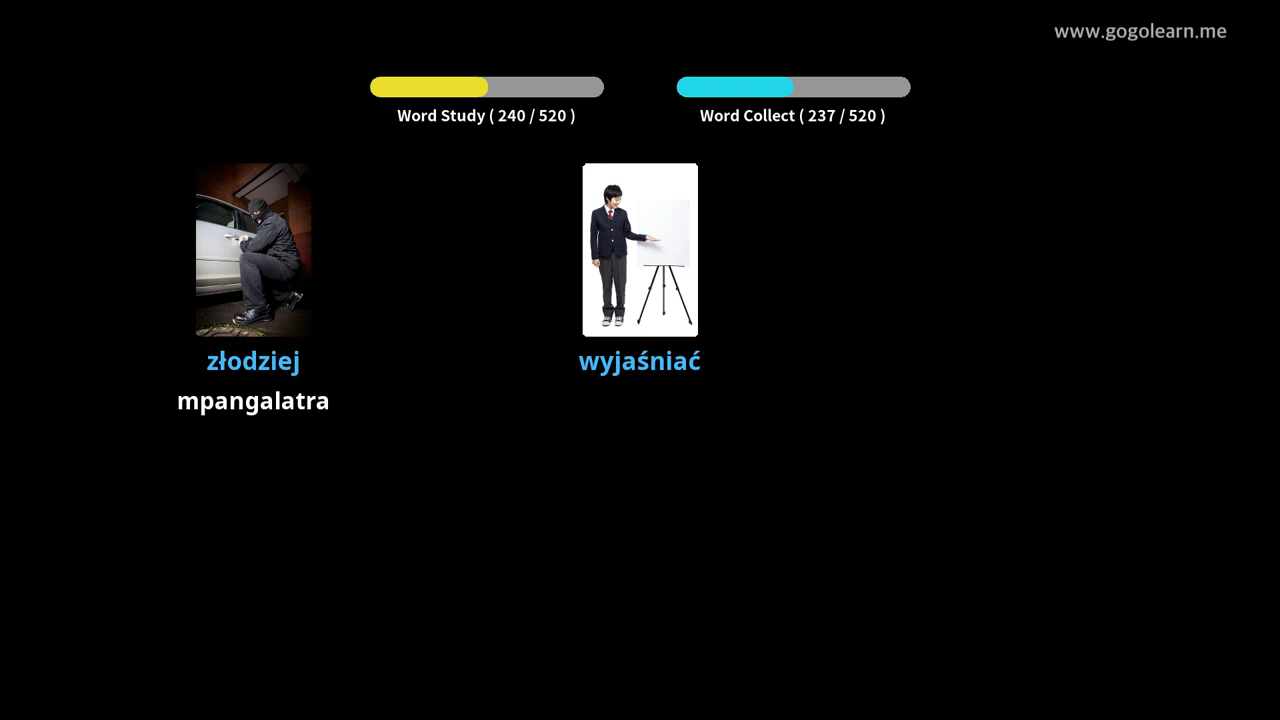 www.gogolearn.me
Word Study ( 240 / 520 )
Word Collect ( 237 / 520 )
złodziej
wyjaśniać
mpangalatra